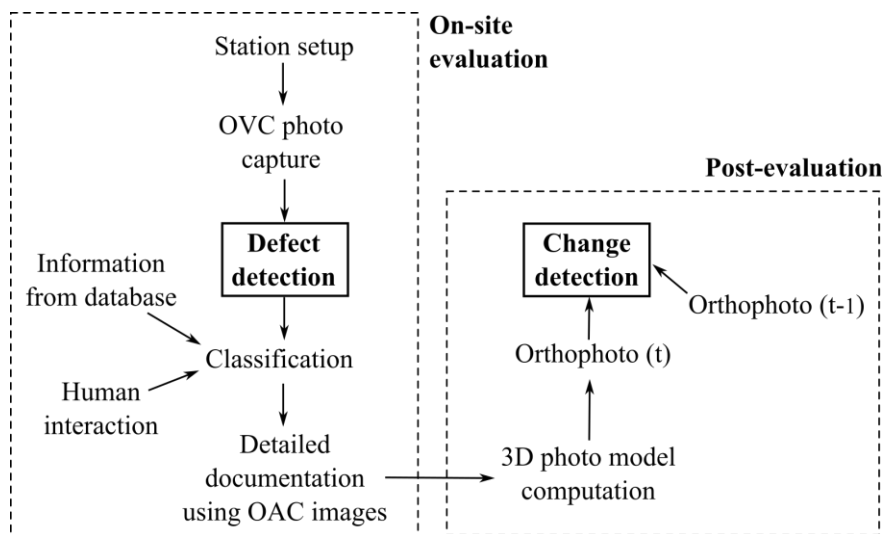 On-site
evaluation
Station setup
OVC photo
capture
Defect
detection
Information
from database
Classification
Human
interaction
Detailed
documentation
using OAC images
Post-evaluation
Change
detection
Orthophoto (t-1)
Orthophoto (t)
3D photo model
computation